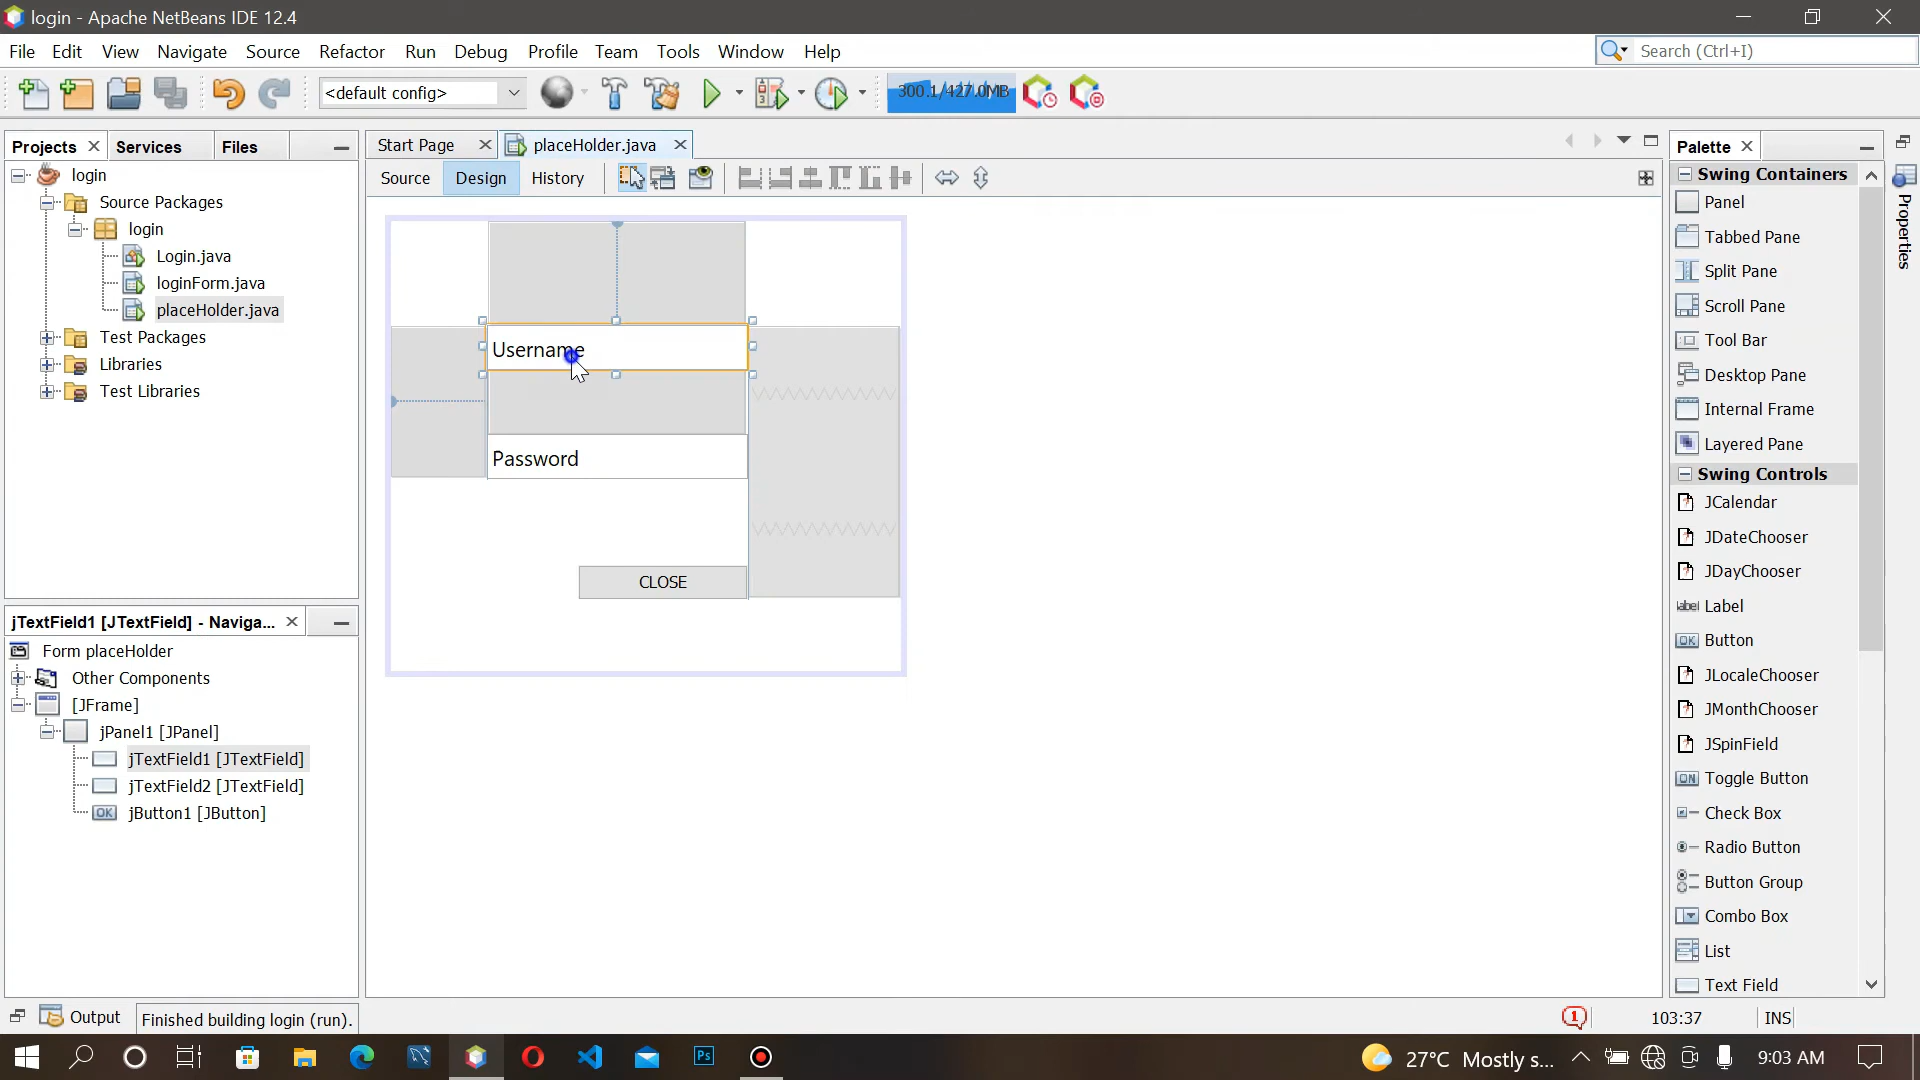 login - Apache NetBeans IDE 12.4
File Edit View Navigate Source Refactor Run Debug Profile Team Tools Window Help
Search (Ctrl+I)
<default config>
300.1/427.0MB
Projects
Services
Files
login
Source Packages
login
Login.java
loginForm.java
placeHolder.java
Test Packages
Libraries
Test Libraries
jTextField1 [JTextField] - Naviga...
Form placeHolder
Other Components
[JFrame]
jPanel1 [JPanel]
jTextField1 [JTextField]
jTextField2 [JTextField]
OK jButton1 [JButton]
Start Page
placeHolder.java
Source Design History
Username
Password
CLOSE
Palette
Swing Containers
Panel
Tabbed Pane
Split Pane
Scroll Pane
Tool Bar
Desktop Pane
Internal Frame
Layered Pane
Swing Controls
JCalendar
JDateChooser
JDayChooser
label Label
OK Button
JLocaleChooser
JMonthChooser
JSpinField
ON Toggle Button
Check Box
Radio Button
Button Group
Combo Box
List
Text Field
Properties
Output
Finished building login (run).
1
103:37
INS
Ps
27°C Mostly s...
9:03 AM